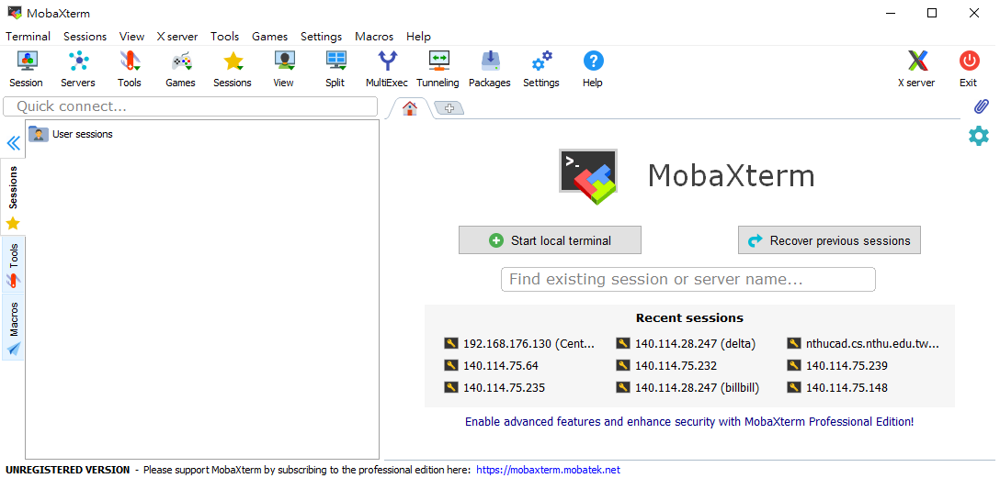 MobaXterm
Terminal Sessions View X server Tools Games Settings Macros Help
Session Servers Tools Games Sessions View Split MultiExec Tunneling Packages Settings Help X server Exit
Quick connect...
User sessions
Sessions
Tools
Macros
>_
MobaXterm
Start local terminal Recover previous sessions
Find existing session or server name...
Recent sessions
192.168.176.130 (Cent... 140.114.28.247 (delta) nthucad.cs.nthu.edu.tw...
140.114.75.64 140.114.75.232 140.114.75.239
140.114.75.235 140.114.28.247 (billbill) 140.114.75.148
Enable advanced features and enhance security with MobaXterm Professional Edition!
UNREGISTERED VERSION - Please support MobaXterm by subscribing to the professional edition here: https://mobaxterm.mobatek.net